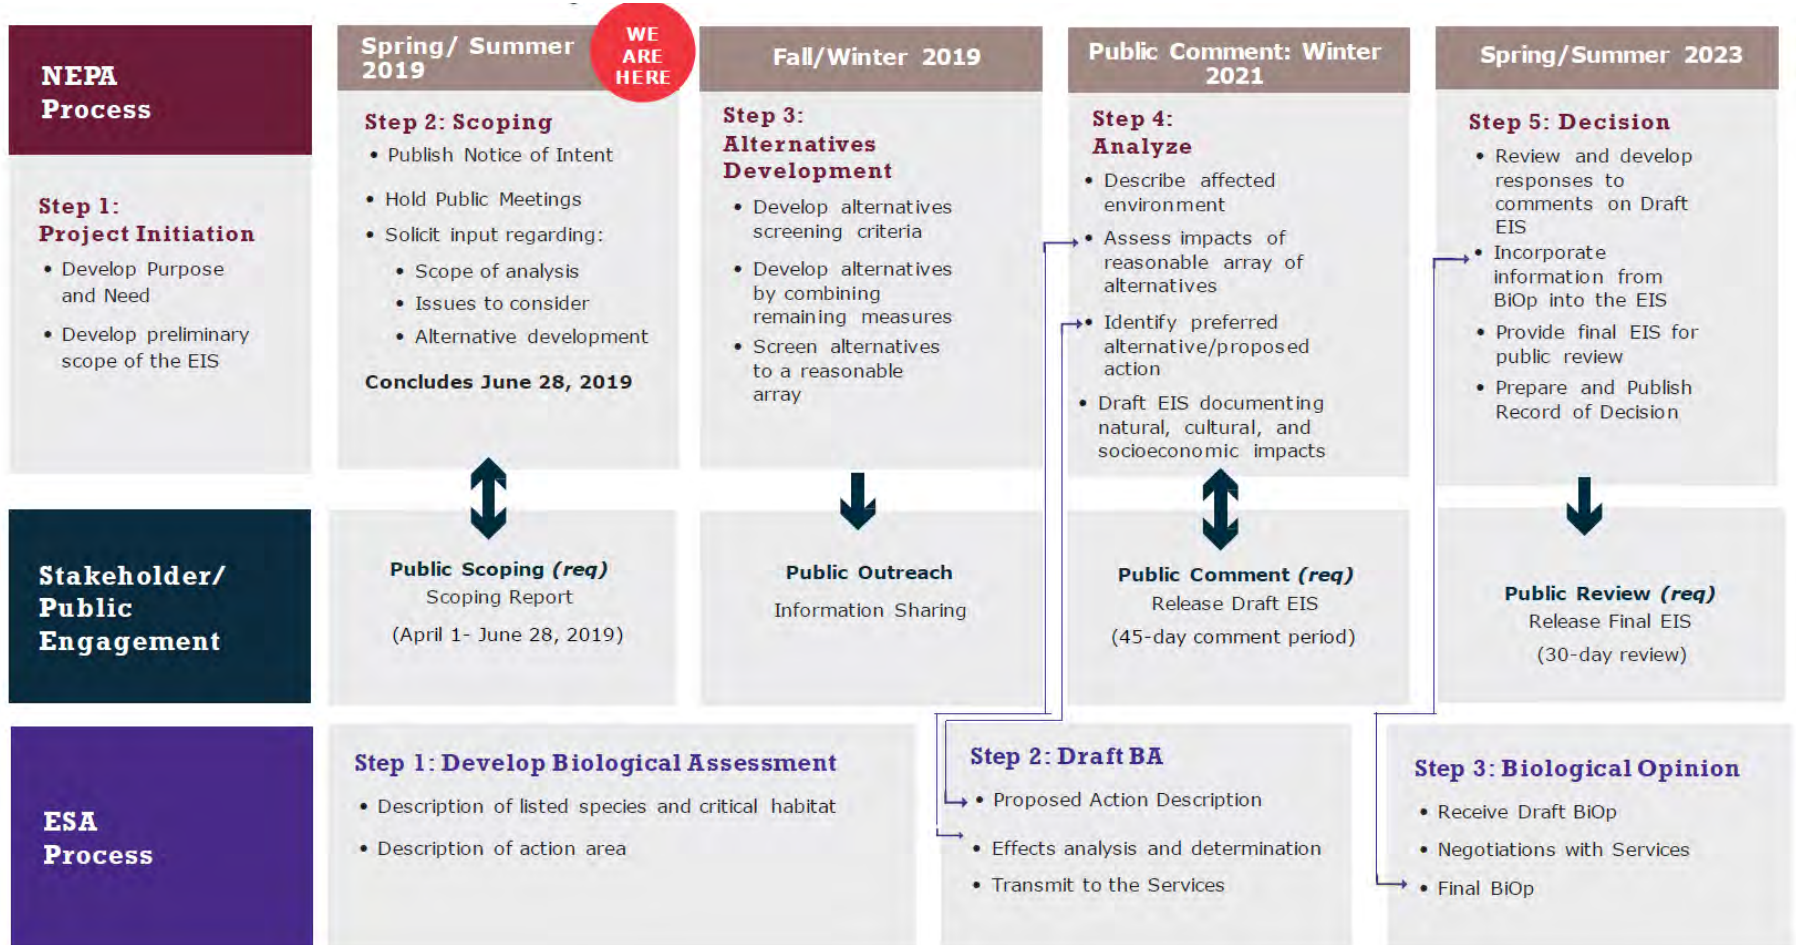 NEPA
Process
Step 1:
Project Initiation
• Develop Purpose
and Need
• Develop preliminary
scope of the EIS
Spring/ Summer
2019
WE
ARE
HERE
Step 2: Scoping
• Publish Notice of Intent
• Hold Public Meetings
• Solicit input regarding:
• Scope of analysis
• Issues to consider
• Alternative development
Concludes June 28, 2019
Fall/Winter 2019
Step 3:
Alternatives
Development
• Develop alternatives
screening criteria
• Develop alternatives
by combining
remaining measures
• Screen alternatives
to a reasonable
array
Public Comment: Winter
2021
Step 4:
Analyze
• Describe affected
environment
• Assess impacts of
reasonable array of
alternatives
• Identify preferred
alternative/proposed
action
• Draft EIS documenting
natural, cultural, and
socioeconomic impacts
Spring/Summer 2023
Step 5: Decision
• Review and develop
responses to
comments on Draft
EIS
• Incorporate
information from
BiOp into the EIS
• Provide final EIS for
public review
• Prepare and Publish
Record of Decision
Stakeholder/
Public
Engagement
Public Scoping (req)
Scoping Report
(April 1- June 28, 2019)
Public Outreach
Information Sharing
Public Comment (req)
Release Draft EIS
(45-day comment period)
Public Review (req)
Release Final EIS
(30-day review)
ESA
Process
Step 1: Develop Biological Assessment
• Description of listed species and critical habitat
• Description of action area
Step 2: Draft BA
• Proposed Action Description
• Effects analysis and determination
• Transmit to the Services
Step 3: Biological Opinion
• Receive Draft BiOp
• Negotiations with Services
• Final BiOp